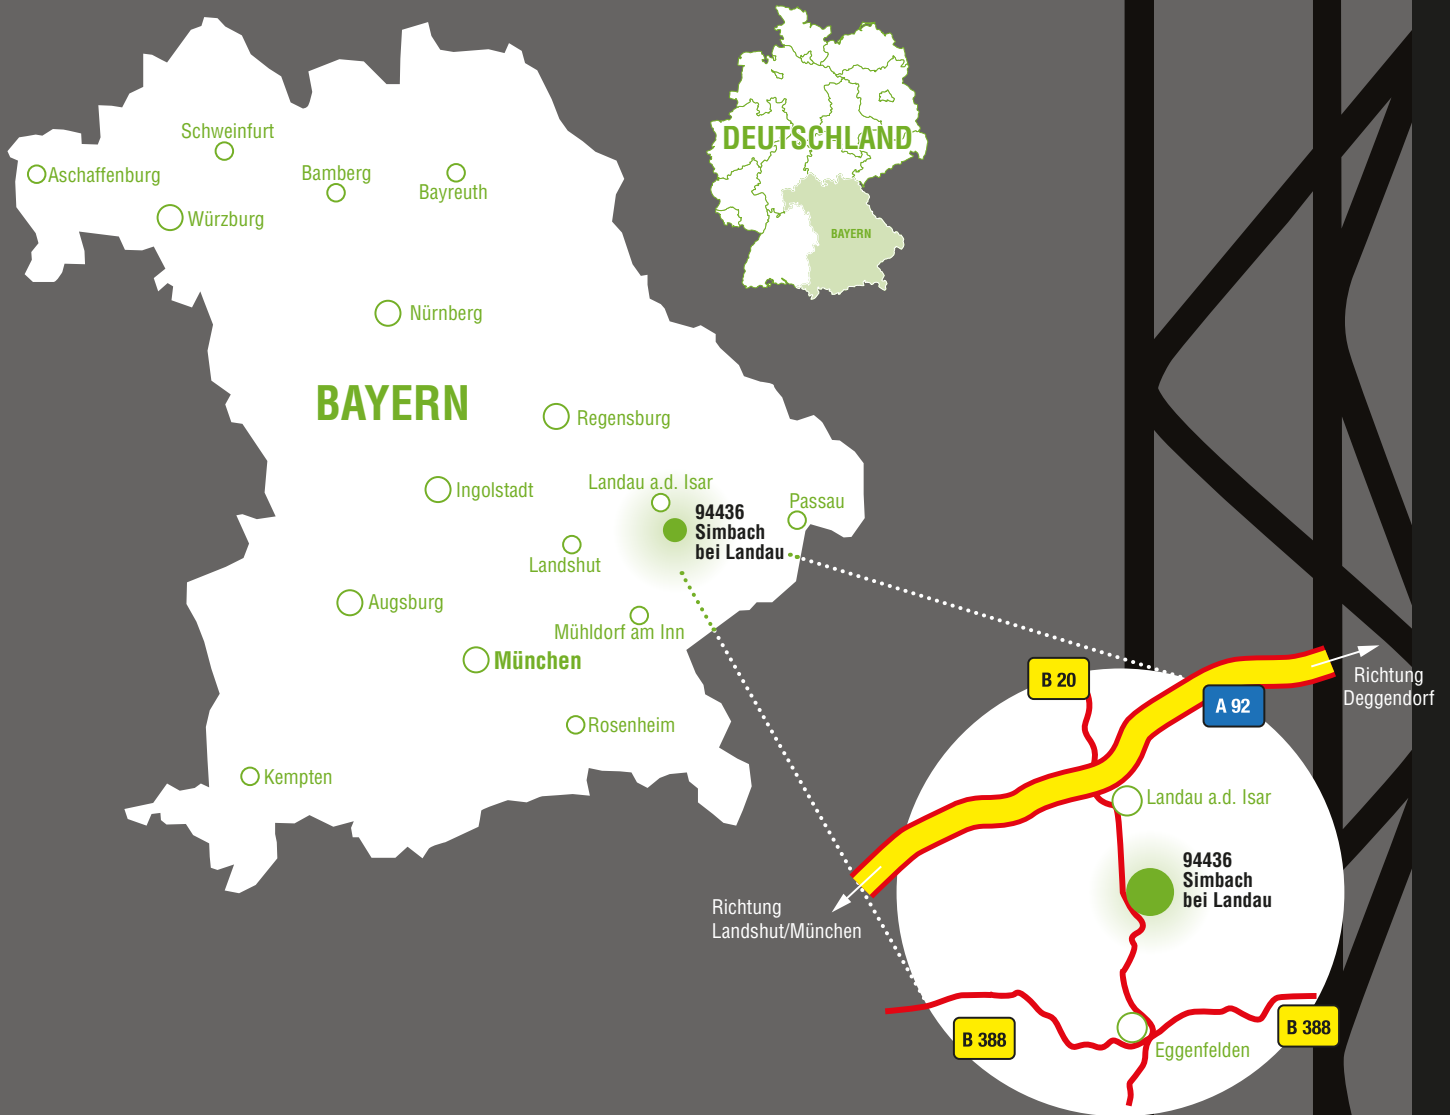 DEUTSCHLAND
BAYERN
Schweinfurt
Aschaffenburg
Bamberg
Bayreuth
Würzburg
Nürnberg
BAYERN
Regensburg
Ingolstadt
Landau a.d. Isar
94436
Simbach
bei Landau
Passau
Landshut
Augsburg
Mühldorf am Inn
München
Rosenheim
Kempten
B 20
A 92
Richtung
Deggendorf
Landau a.d. Isar
94436
Simbach
bei Landau
Richtung
Landshut/München
B 388
B 388
Eggenfelden